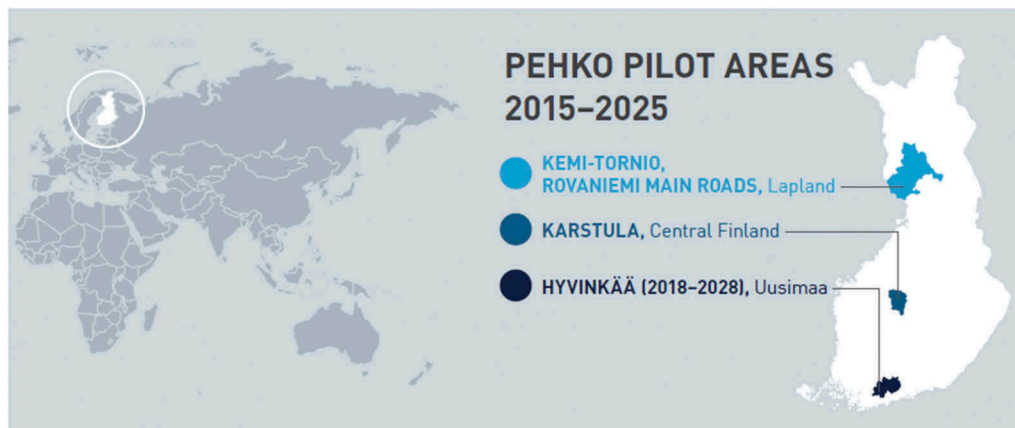 PEHKO PILOT AREAS
2015–2025
KEMI-TORNIO,
ROVANIEMI MAIN ROADS, Lapland
KARSTULA, Central Finland
HYVINKÄÄ (2018–2028), Uusimaa